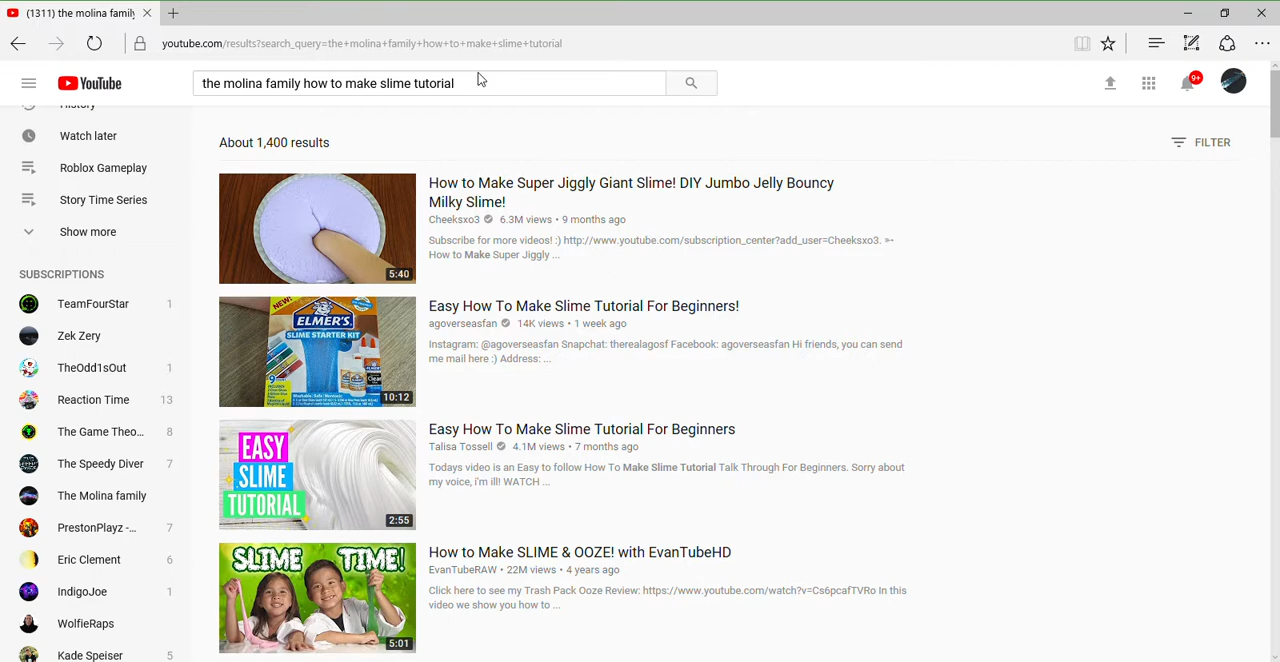 (1311) the molina family
youtube.com/results?search_query=the+molina+family+how+to+make+slime+tutorial
YouTube
the molina family how to make slime tutorial
9+
History
Watch later
Roblox Gameplay
Story Time Series
Show more
SUBSCRIPTIONS
TeamFourStar 1
Zek Zery
TheOdd1sOut 1
Reaction Time 13
The Game Theo... 8
The Speedy Diver 7
The Molina family
PrestonPlayz -... 7
Eric Clement 6
IndigoJoe 1
WolfieRaps
Kade Speiser 5
About 1,400 results
FILTER
5:40
How to Make Super Jiggly Giant Slime! DIY Jumbo Jelly Bouncy
Milky Slime!
Cheeksxo3 6.3M views • 9 months ago
Subscribe for more videos! :) http://www.youtube.com/subscription_center?add_user=Cheeksxo3. ➳
How to Make Super Jiggly ...
NEW!
ELMER'S
SLIME STARTER KIT
10:12
Easy How To Make Slime Tutorial For Beginners!
agoverseasfan 14K views • 1 week ago
Instagram: @agoverseasfan Snapchat: therealagosf Facebook: agoverseasfan Hi friends, you can send
me mail here :) Address: ...
EASY
SLIME
TUTORIAL
2:55
Easy How To Make Slime Tutorial For Beginners
Talisa Tossell 4.1M views • 7 months ago
Todays video is an Easy to follow How To Make Slime Tutorial Talk Through For Beginners. Sorry about
my voice, i'm ill! WATCH ...
SLIME TIME!
5:01
How to Make SLIME & OOZE! with EvanTubeHD
EvanTubeRAW • 22M views • 4 years ago
Click here to see my Trash Pack Ooze Review: https://www.youtube.com/watch?v=Cs6pcafTVRo In this
video we show you how to ...